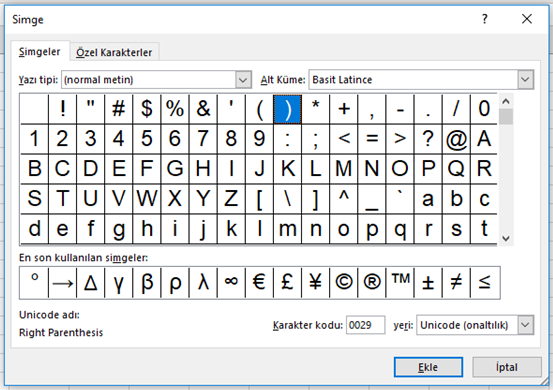 Simge
? ×
Simgeler Özel Karakterler
Yazı tipi: (normal metin) Alt Küme: Basit Latince
! " # $ % & ' ( ) * + , - . / 0
1 2 3 4 5 6 7 8 9 : ; < = > ? @ A
B C D E F G H I J K L M N O P Q R
S T U V W X Y Z [ \ ] ^ _ ` a b c
d e f g h i j k l m n o p q r s t
En son kullanılan simgeler:
° → Δ γ β ρ λ ∞ € £ ¥ © ® ™ ± ≠ ≤
Unicode adı:
Right Parenthesis
Karakter kodu: 0029 yeri: Unicode (onaltılık)
Ekle İptal